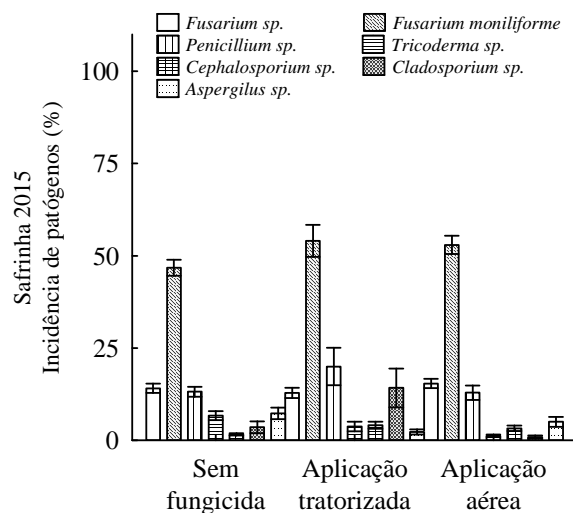 Fusarium sp.
Fusarium moniliforme
Penicillium sp.
Tricoderma sp.
Cephalosporium sp.
Cladosporium sp.
Aspergilus sp.
Safrinha 2015
Incidência de patógenos (%)
100
75
50
25
0
Sem
fungicida
Aplicação
tratorizada
Aplicação
aérea